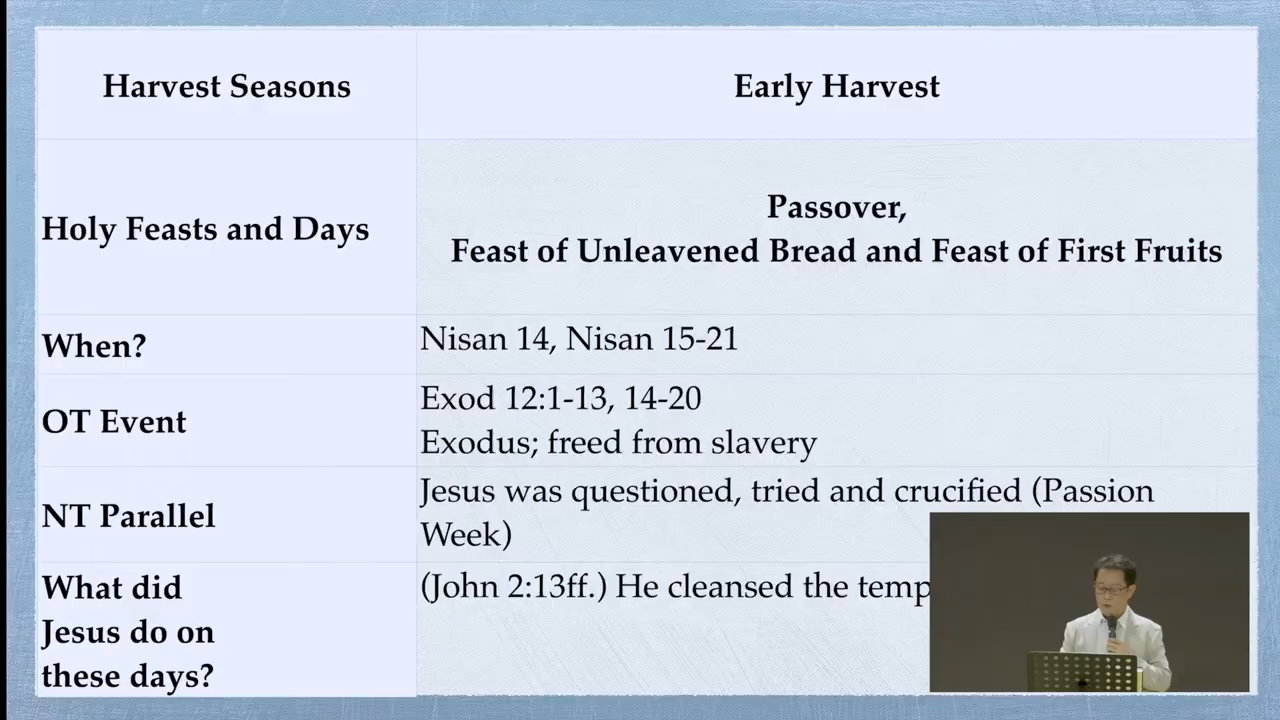 Harvest Seasons
Early Harvest
Holy Feasts and Days
Passover,
Feast of Unleavened Bread and Feast of First Fruits
When?
Nisan 14, Nisan 15-21
OT Event
Exod 12:1-13, 14-20
Exodus; freed from slavery
NT Parallel
Jesus was questioned, tried and crucified (Passion
Week)
What did
Jesus do on
these days?
(John 2:13ff.) He cleansed the